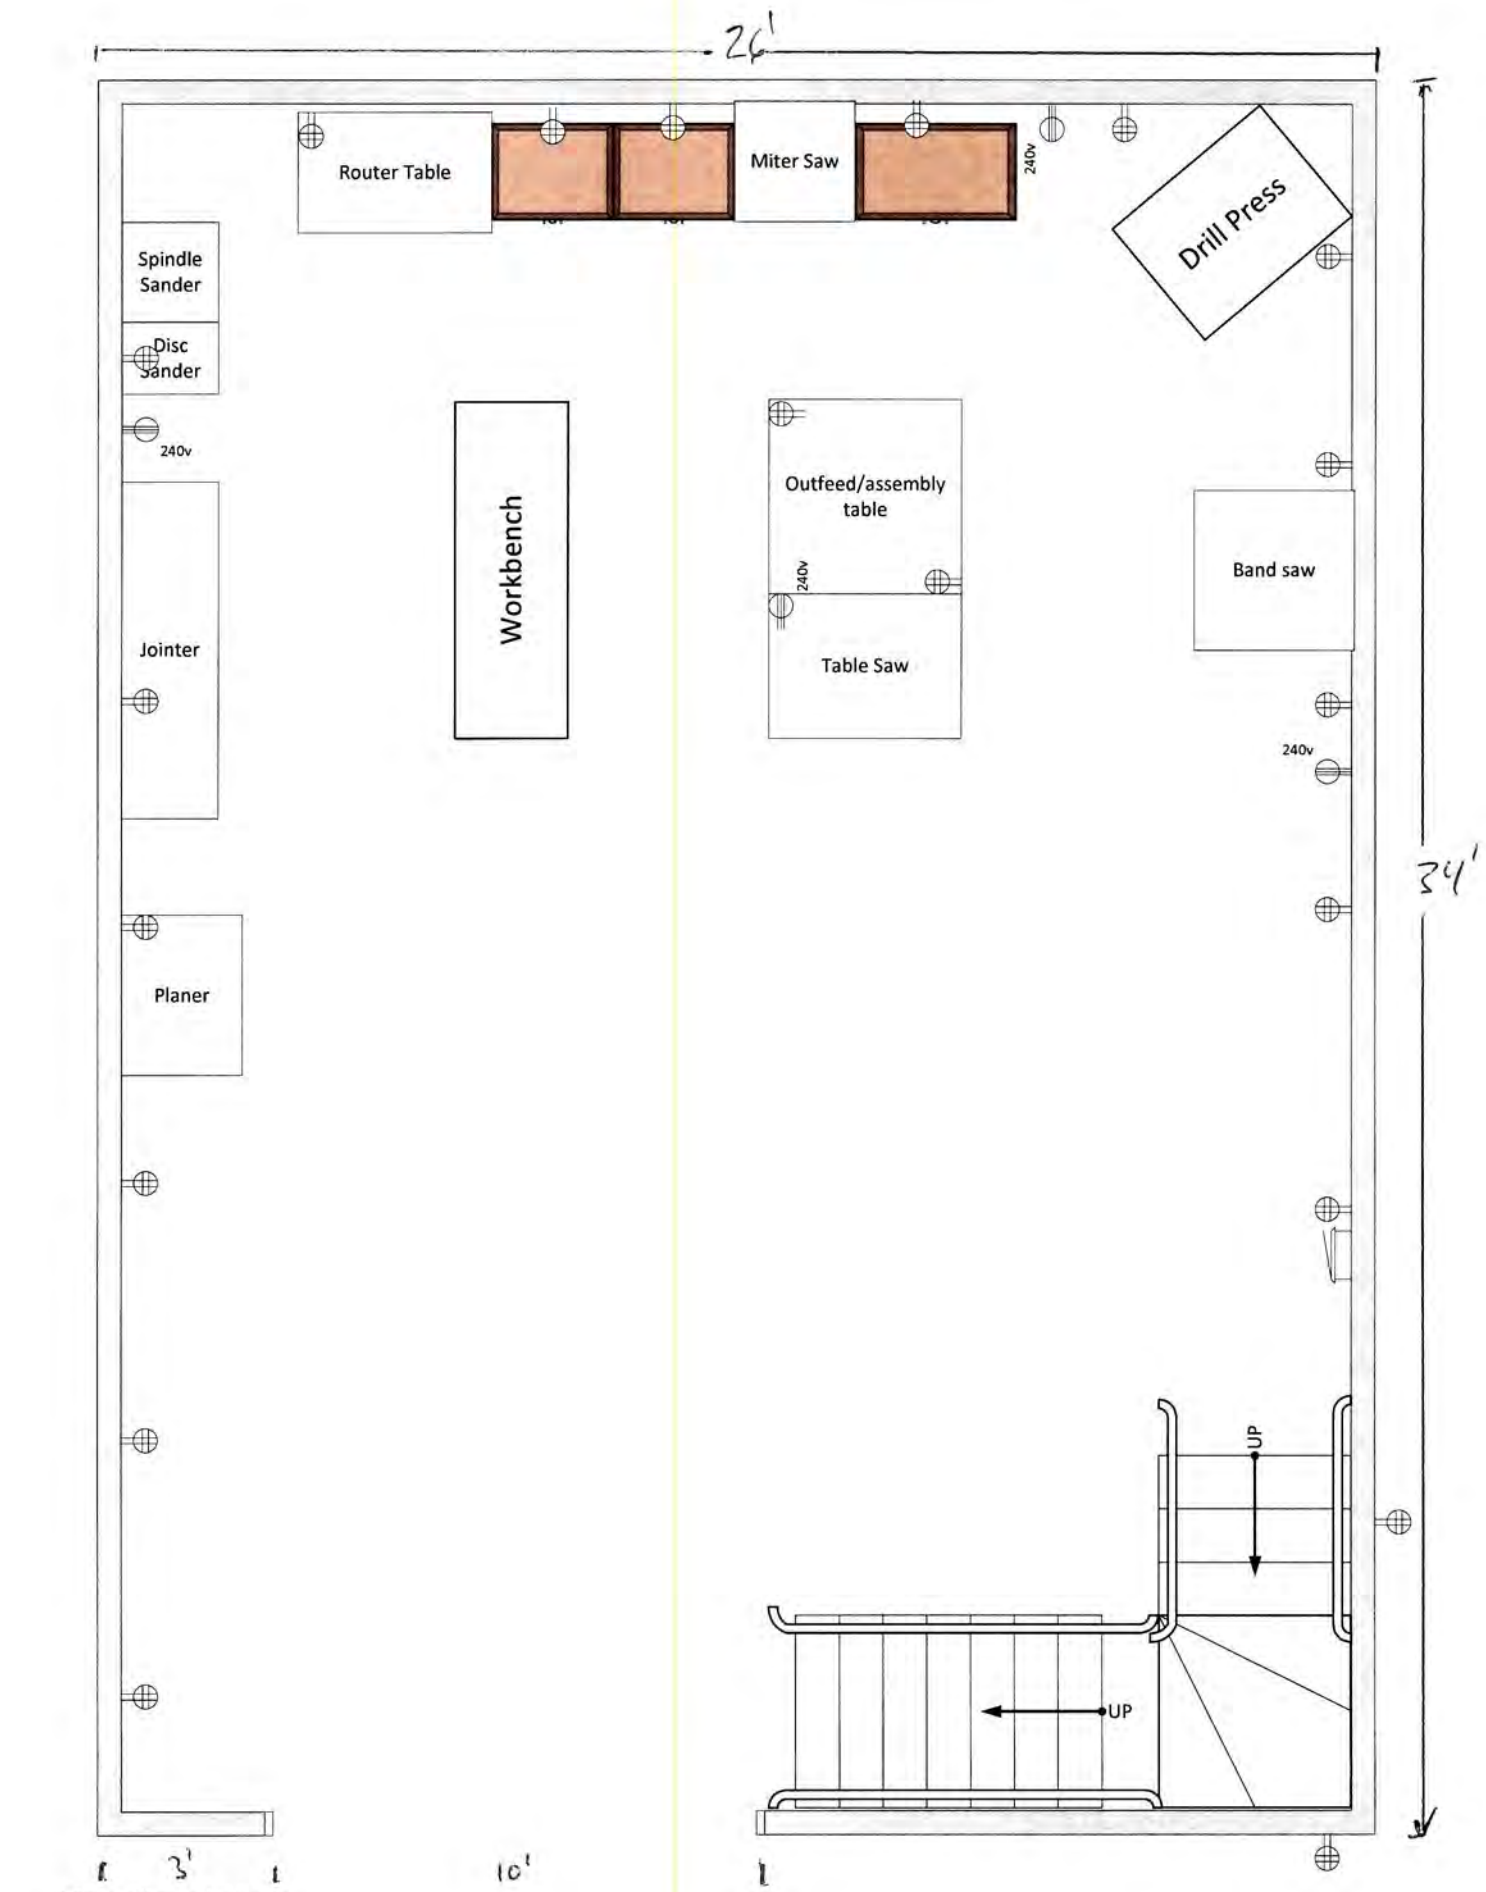 26'
Router Table
Miter Saw
240v
Drill Press
Spindle
Sander
Disc
Sander
240v
Workbench
Outfeed/assembly
table
240v
Band saw
Jointer
Table Saw
240v
34'
Planer
UP
UP
3'
10'